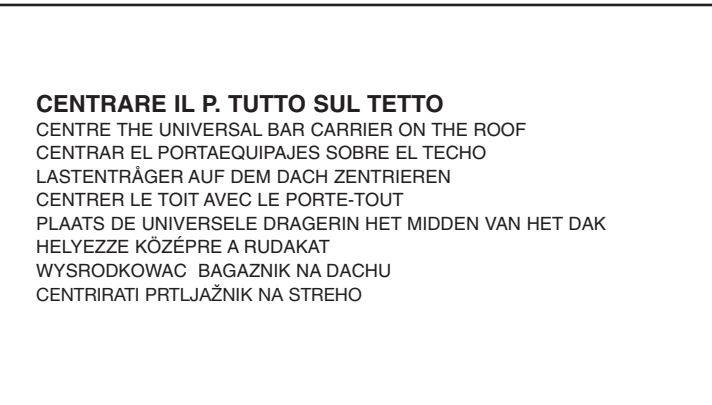 CENTRARE IL P. TUTTO SUL TETTO
CENTRE THE UNIVERSAL BAR CARRIER ON THE ROOF
CENTRAR EL PORTAEQUIPAJES SOBRE EL TECHO
LASTENTRÅGER AUF DEM DACH ZENTRIEREN
CENTRER LE TOIT AVEC LE PORTE-TOUT
PLAATS DE UNIVERSELE DRAGERIN HET MIDDEN VAN HET DAK
HELYEZZE KÖZÉPRE A RUDAKAT
WYSRODKOWAC  BAGAZNIK NA DACHU
CENTRIRATI PRTLJAŽNIK NA STREHO